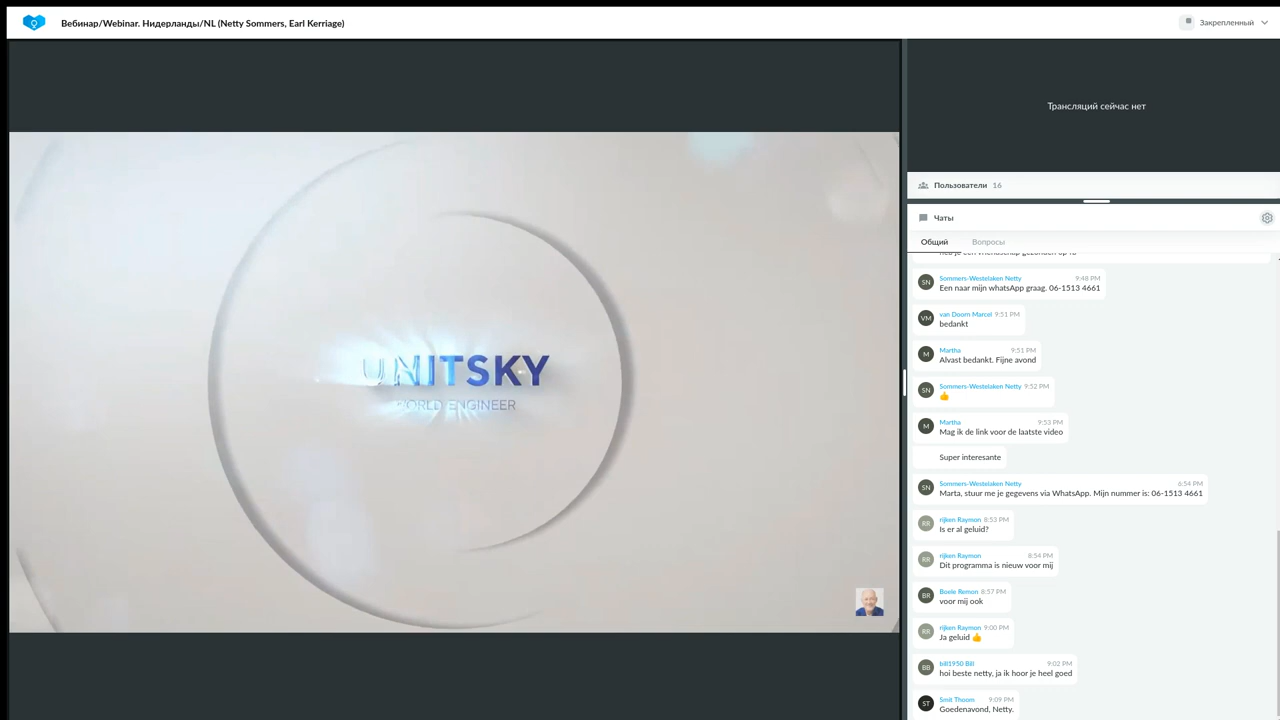 Вебинар/Webinar. Нидерланды/NL (Netty Sommers, Earl Kerriage)
Закрепленный
UNITSKY
WORLD ENGINEER
Трансляций сейчас нет
Пользователи 16
Чаты
Общий Вопросы
SN Sommers-Westelaken Netty 9:48 PM
Een naar mijn whatsApp graag. 06-1513 4661
VM van Doorn Marcel 9:51 PM
bedankt
M Martha 9:51 PM
Alvast bedankt. Fijne avond
SN Sommers-Westelaken Netty 9:52 PM
👍
M Martha 9:53 PM
Mag ik de link voor de laatste video
Super interesante
SN Sommers-Westelaken Netty 6:54 PM
Marta, stuur me je gegevens via WhatsApp. Mijn nummer is: 06-1513 4661
RR rijken Raymon 8:53 PM
Is er al geluid?
RR rijken Raymon 8:54 PM
Dit programma is nieuw voor mij
BR Boele Remon 8:57 PM
voor mij ook
RR rijken Raymon 9:00 PM
Ja geluid 👍
BB bill1950 Bill 9:02 PM
hoi beste netty, ja ik hoor je heel goed
ST Smit Thoom 9:09 PM
Goedenavond, Netty.